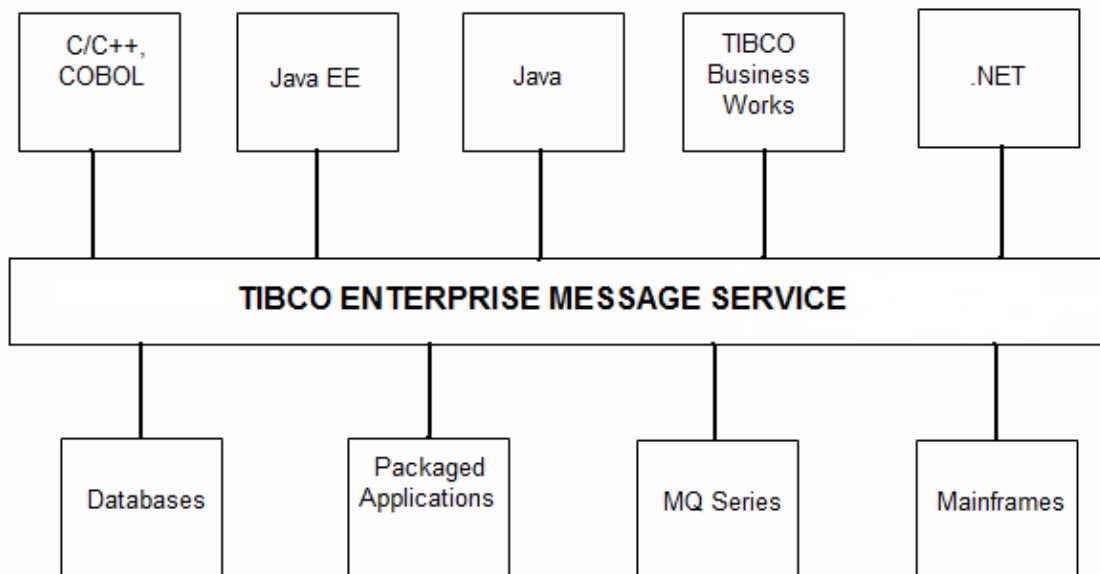 C/C++,
COBOL
Java EE
Java
TIBCO
Business
Works
.NET
TIBCO ENTERPRISE MESSAGE SERVICE
Databases
Packaged
Applications
MQ Series
Mainframes